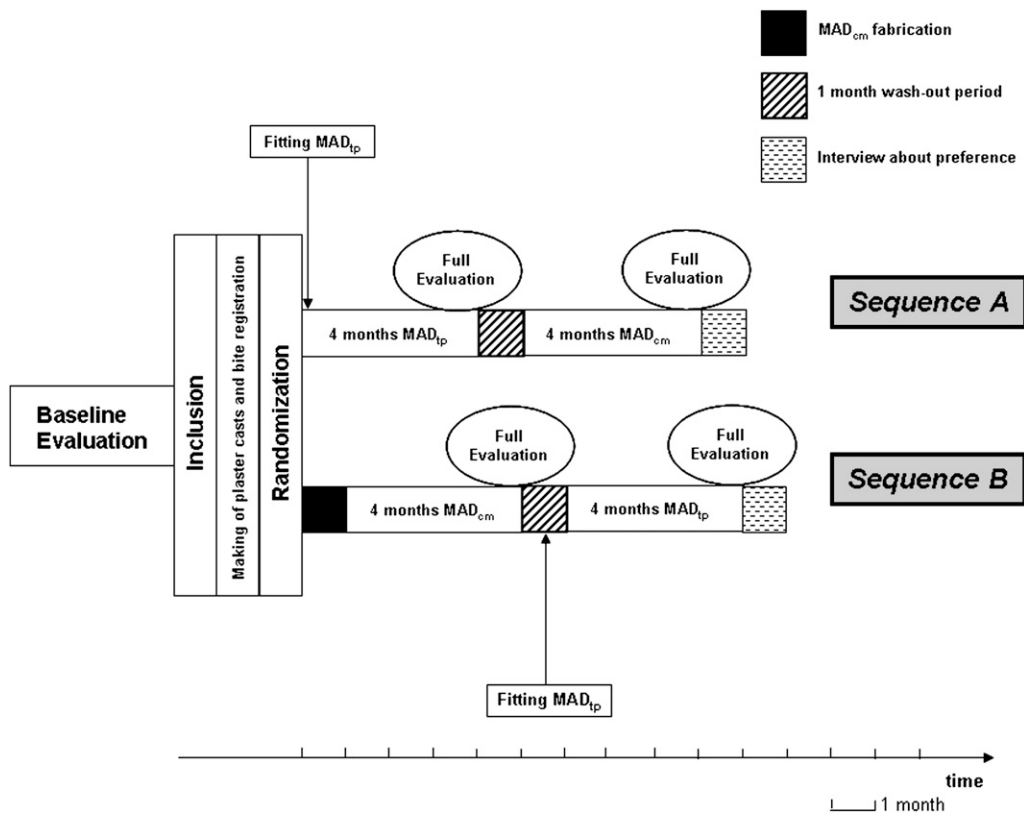 MADcm fabrication
1 month wash-out period
Interview about preference
Fitting MADtp
Full
Evaluation
Full
Evaluation
Sequence A
4 months MADtp
4 months MADcm
Baseline
Evaluation
Inclusion
Making of plaster casts and bite registration
Randomization
Full
Evaluation
Full
Evaluation
Sequence B
4 months MADcm
4 months MADtp
Fitting MADtp
time
1 month